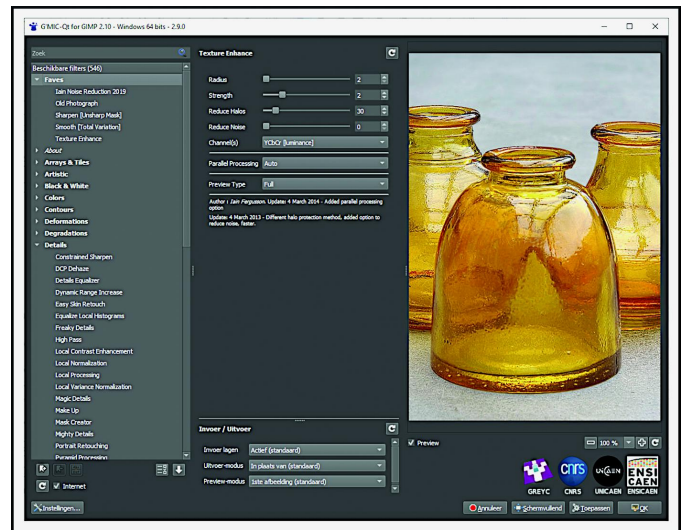 G'MIC-Qt for GIMP 2.10 - Windows 64 bits - 2.9.0
Zoek
Beschikbare filters (546)
Faves
Iain Noise Reduction 2019
Old Photograph
Sharpen [Unsharp Mask]
Smooth [Total Variation]
Texture Enhance
About
Arrays & Tiles
Artistic
Black & White
Colors
Contours
Deformations
Degradations
Details
Constrained Sharpen
DCP Dehaze
Details Equalizer
Dynamic Range Increase
Easy Skin Retouch
Equalize Local Histograms
Freaky Details
High Pass
Local Contrast Enhancement
Local Normalization
Local Processing
Local Variance Normalization
Magic Details
Make Up
Mask Creator
Mighty Details
Portrait Retouching
Pyramid Processing
Internet
Instellingen...
Texture Enhance
Radius 2
Strength 2
Reduce Halos 30
Reduce Noise 0
Channel(s) YCbCr [luminance]
Parallel Processing Auto
Preview Type Full
Author : Iain Fergusson. Update: 4 March 2014 - Added parallel processing
option
Update: 4 March 2013 - Different halo protection method, added option to
reduce noise, faster.
Invoer / Uitvoer
Invoer lagen Actief (standaard)
Uitvoer-modus In plaats van (standaard)
Preview-modus 1ste afbeelding (standaard)
Preview
100 %
GREYC
cnrs
CNRS
UNICAEN
UNICAEN
ENSI
CAEN
ENSICAEN
Annuleer
Schermvullend
Toepassen
OK